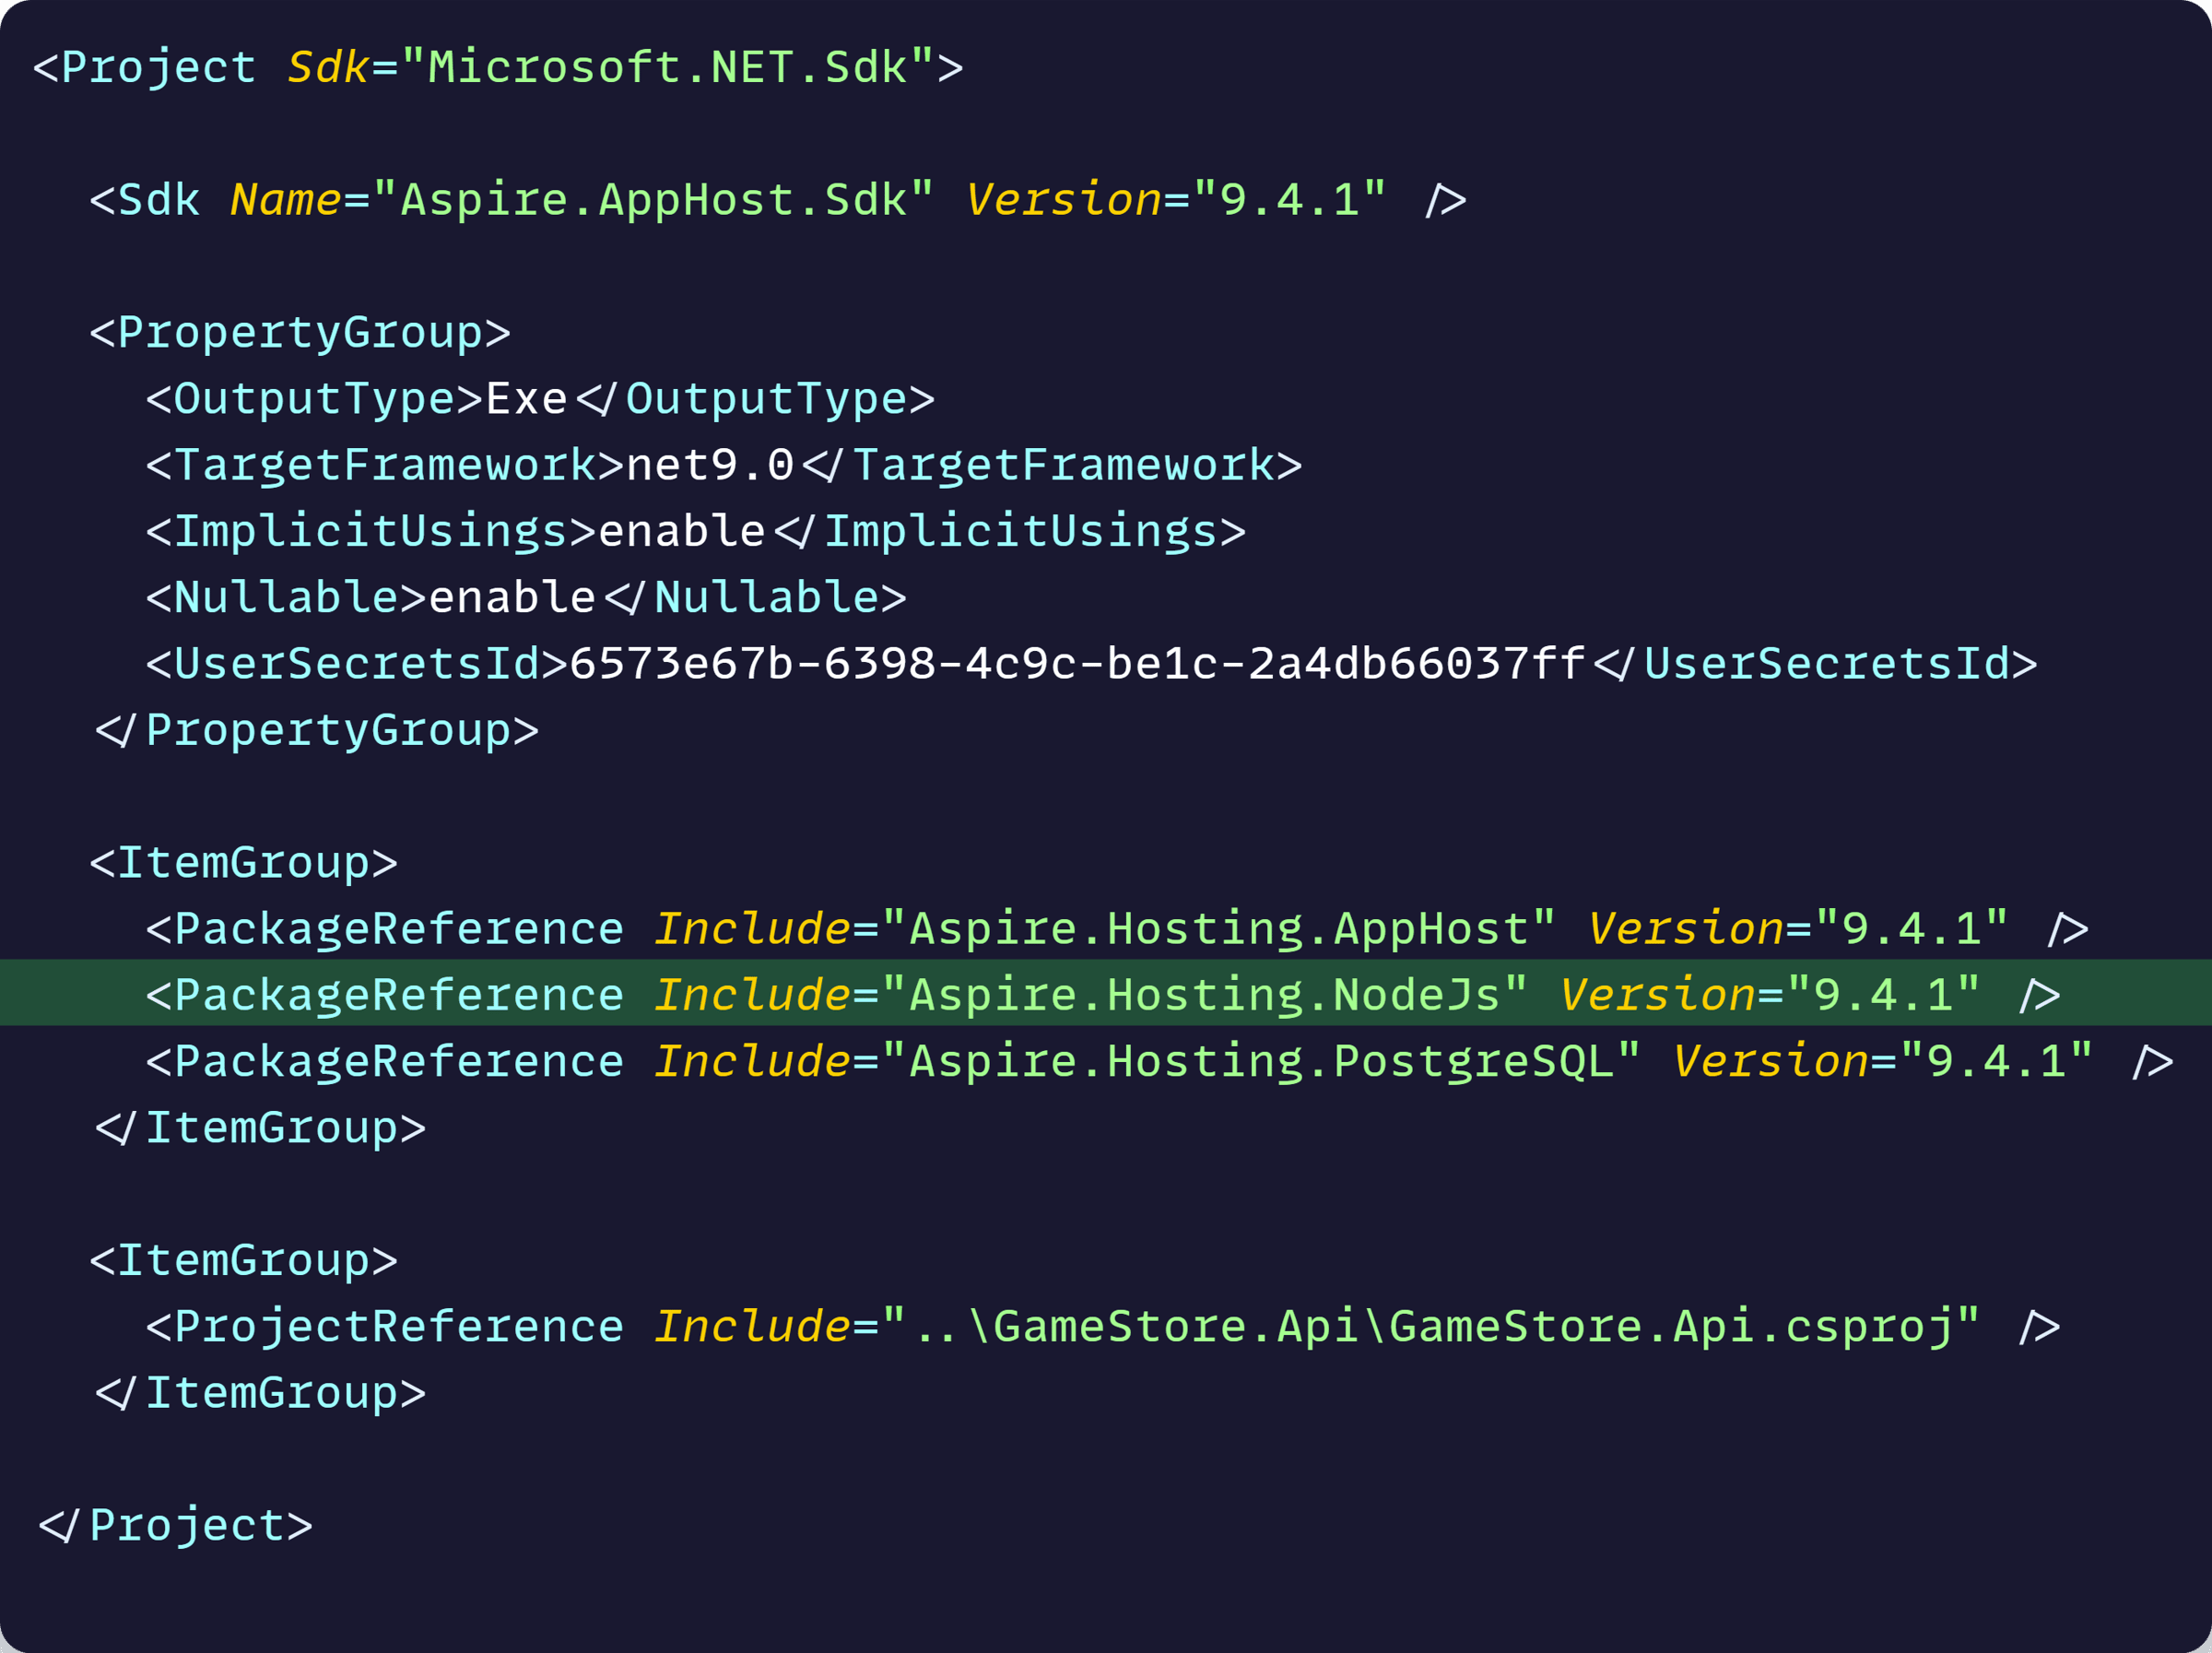 <Project Sdk="Microsoft.NET.Sdk">
<Sdk Name="Aspire.AppHost.Sdk" Version="9.4.1" />
<PropertyGroup>
<OutputType>Exe</OutputType>
<TargetFramework>net9.0</TargetFramework>
<ImplicitUsings>enable</ImplicitUsings>
<Nullable>enable</Nullable>
<UserSecretsId>6573e67b-6398-4c9c-be1c-2a4db66037ff</UserSecretsId>
</PropertyGroup>
<ItemGroup>
<PackageReference Include="Aspire.Hosting.AppHost" Version="9.4.1" />
<PackageReference Include="Aspire.Hosting.NodeJs" Version="9.4.1" />
<PackageReference Include="Aspire.Hosting.PostgreSQL" Version="9.4.1" />
</ItemGroup>
<ItemGroup>
<ProjectReference Include="..\GameStore.Api\GameStore.Api.csproj" />
</ItemGroup>
</Project>